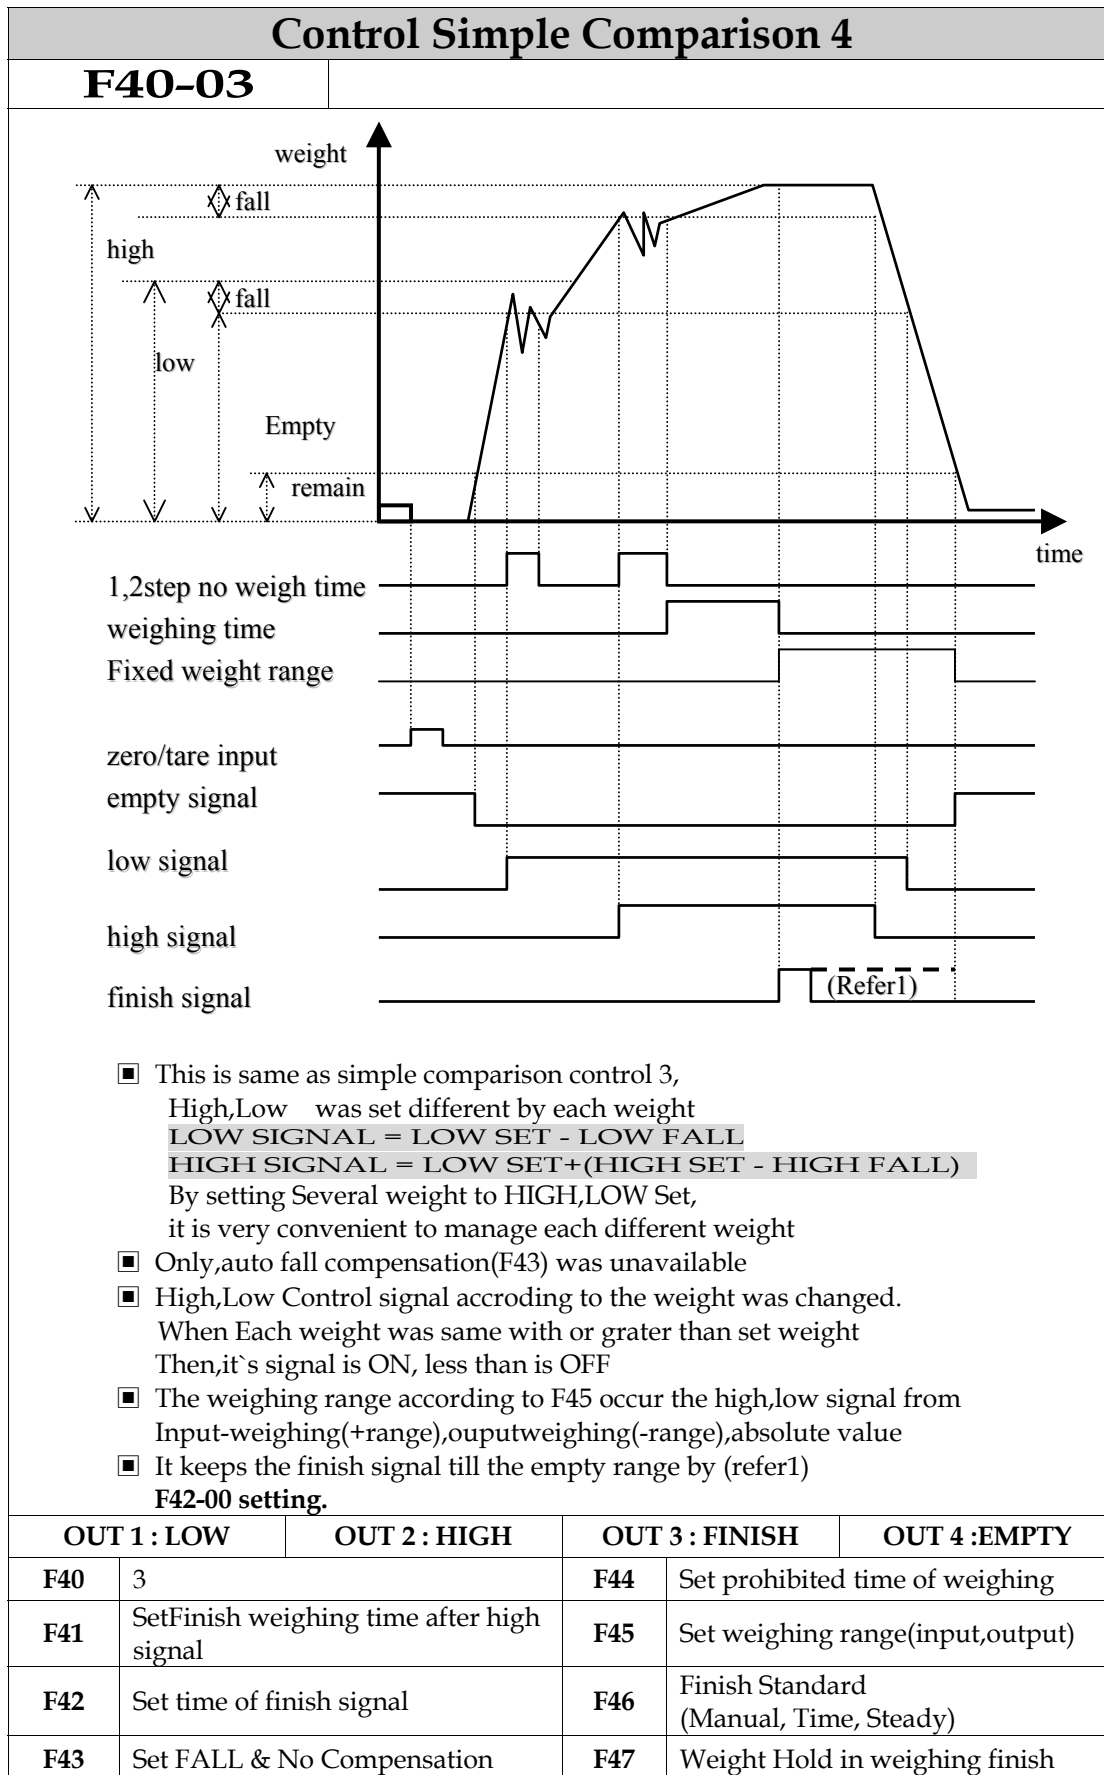 Control Simple Comparison 4
F40-03
weight
fall
high
fall
low
Empty
remain
time
1,2step no weigh time
weighing time
Fixed weight range
zero/tare input
empty signal
low signal
high signal
finish signal
(Refer1)
▣ This is same as simple comparison control 3,
High,Low was set different by each weight
LOW SIGNAL = LOW SET - LOW FALL
HIGH SIGNAL = LOW SET+(HIGH SET - HIGH FALL)
By setting Several weight to HIGH,LOW Set,
it is very convenient to manage each different weight
▣ Only,auto fall compensation(F43) was unavailable
▣ High,Low Control signal accroding to the weight was changed.
When Each weight was same with or grater than set weight
Then,it`s signal is ON, less than is OFF
▣ The weighing range according to F45 occur the high,low signal from
Input-weighing(+range),ouputweighing(-range),absolute value
▣ It keeps the finish signal till the empty range by (refer1)
F42-00 setting.
OUT 1 : LOW OUT 2 : HIGH OUT 3 : FINISH OUT 4 :EMPTY
F40 3 F44 Set prohibited time of weighing
F41 SetFinish weighing time after high
signal
F45 Set weighing range(input,output)
F42 Set time of finish signal F46 Finish Standard
(Manual, Time, Steady)
F43 Set FALL & No Compensation F47 Weight Hold in weighing finish